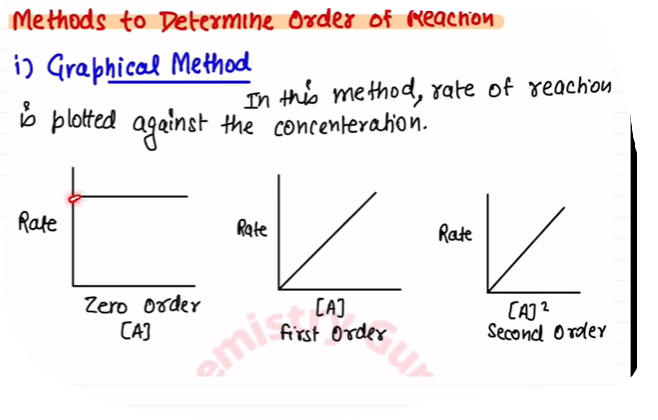 Methods to Determine Order of Reaction
i) Graphical Method
In this method, rate of reaction
is plotted against the concenteration.
Rate
Zero Order
[A]
Rate
[A]
first Order
Rate
[A]²
Second Order
emistry Gur